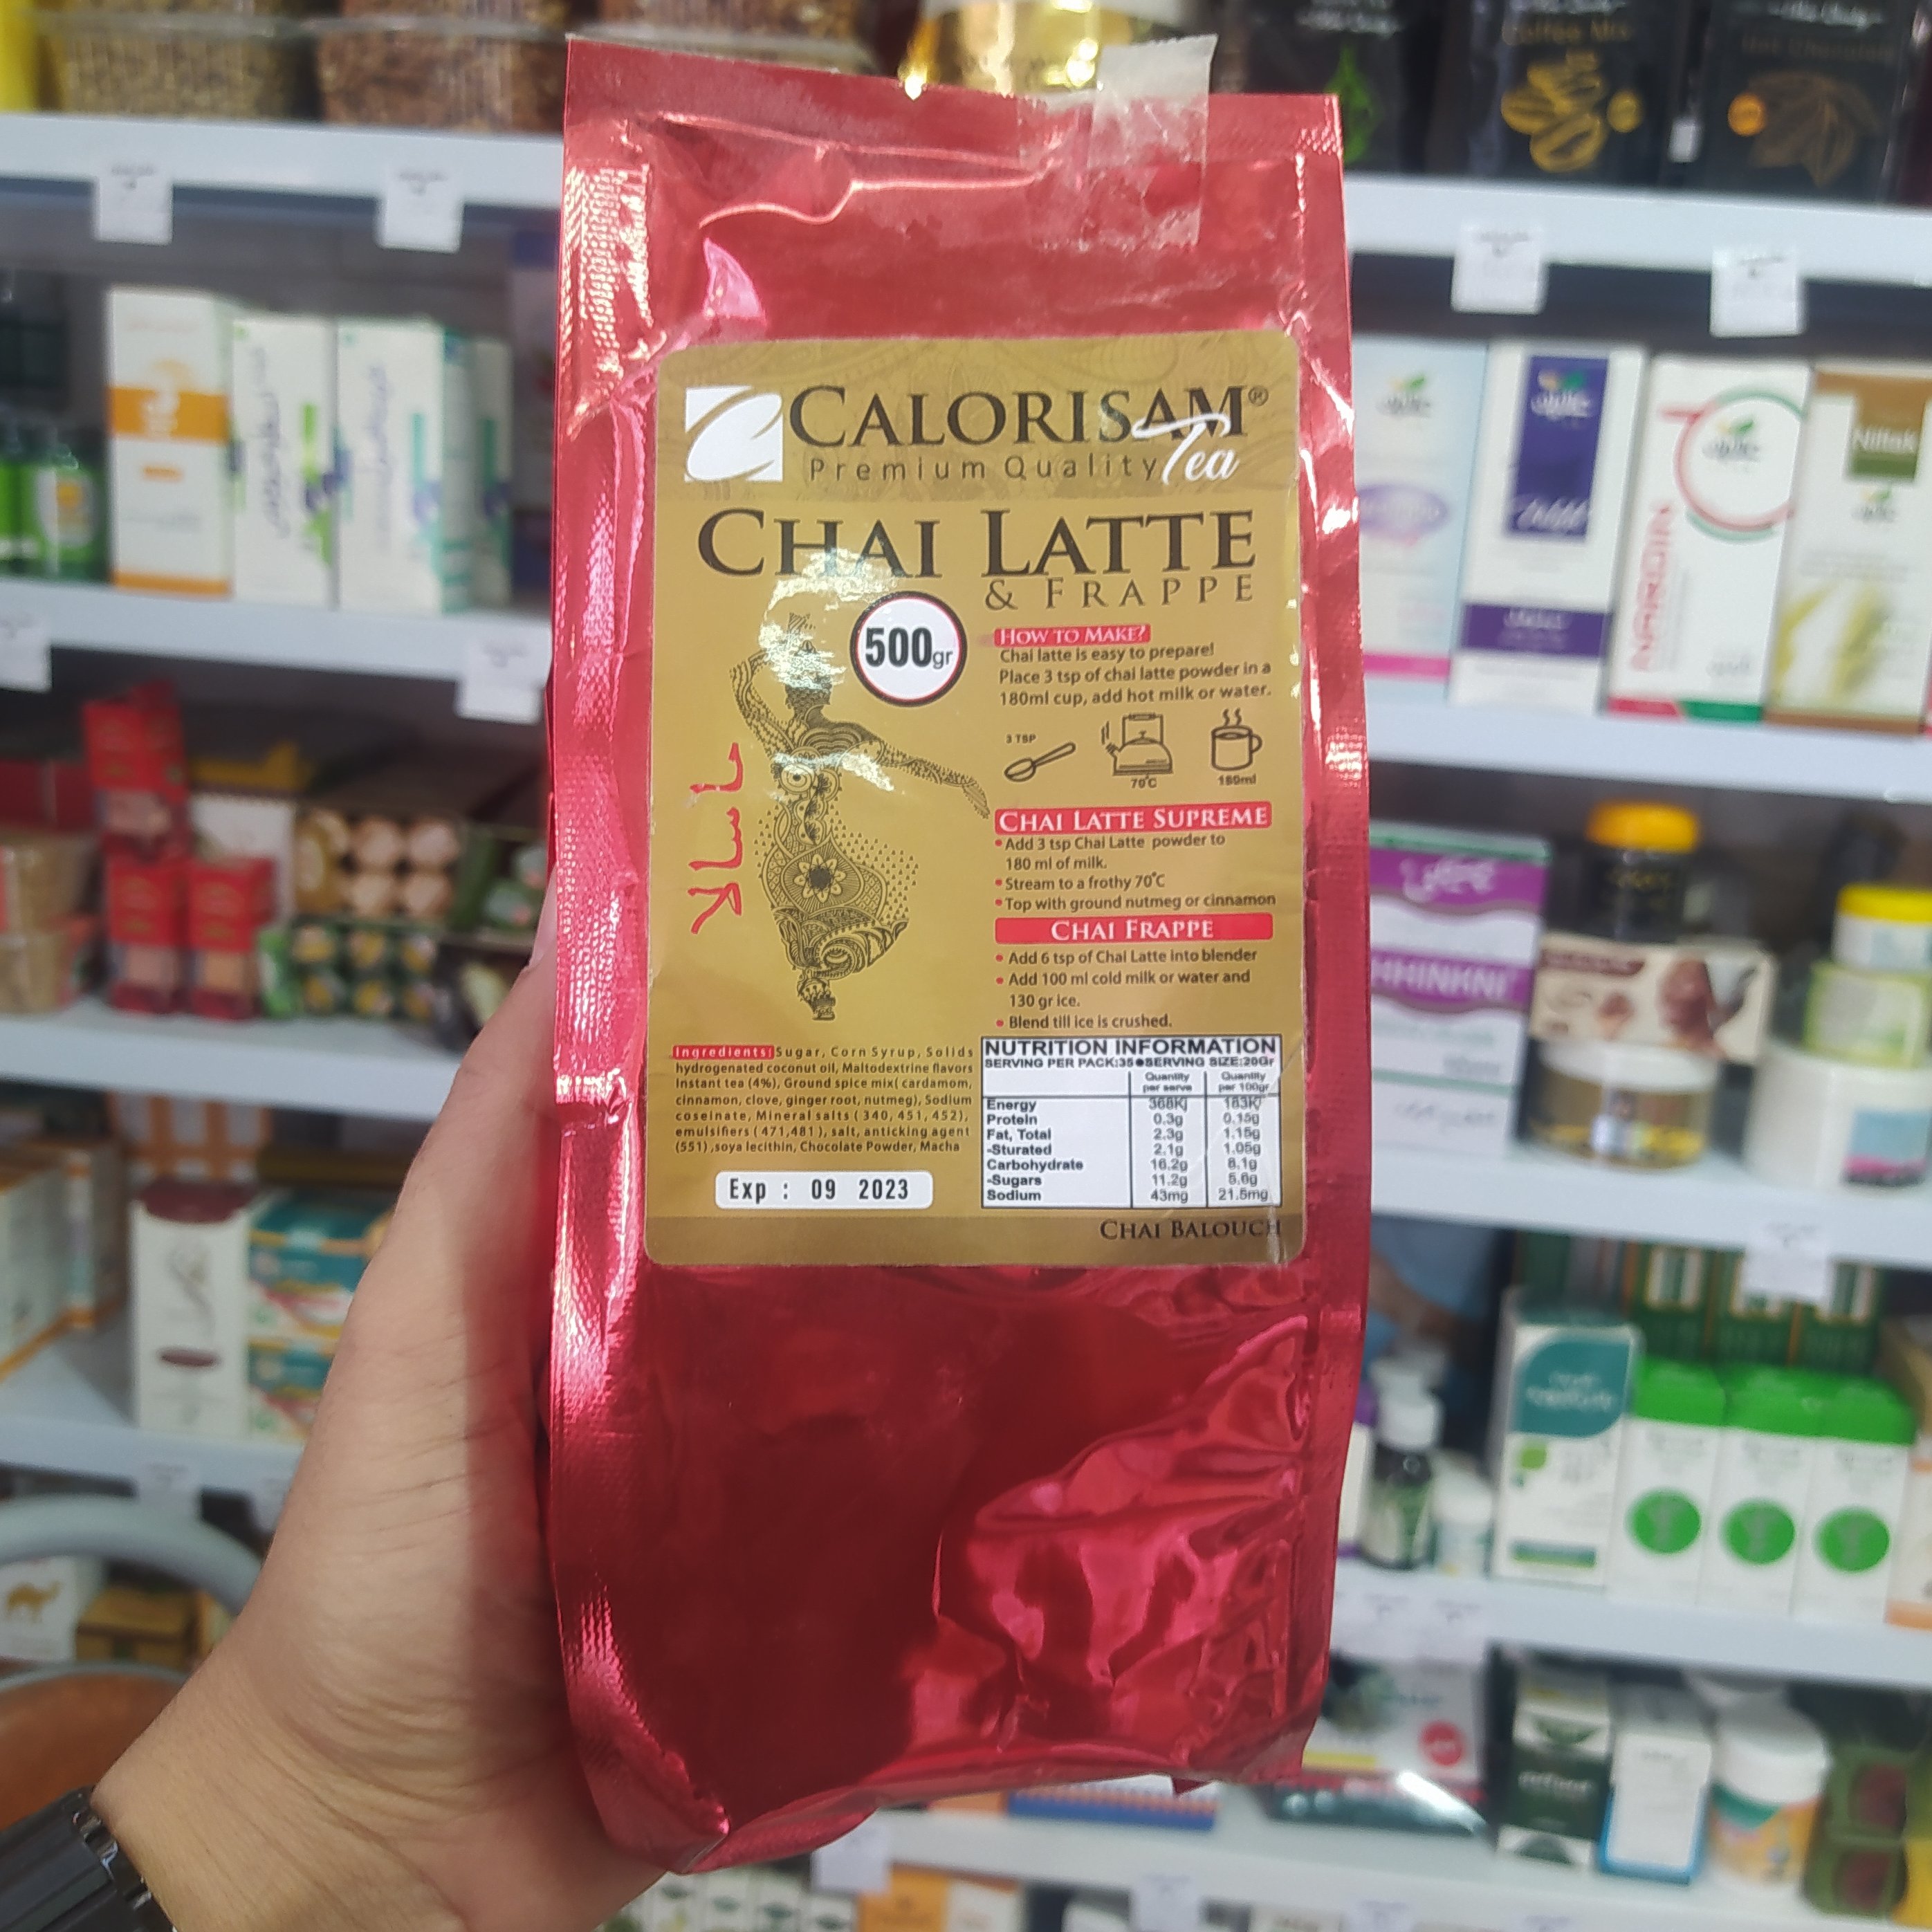 CALORISAM®
Premium Quality Tea
CHAI LATTE
& FRAPPE
500gr
HOW TO MAKE?
Chai latte is easy to prepare!
Place 3 tsp of chai latte powder in a
180ml cup, add hot milk or water.
3 TSP
70°C
180ml
ماسالا
CHAI LATTE SUPREME
• Add 3 tsp Chai Latte powder to
180 ml of milk.
• Stream to a frothy 70°C
• Top with ground nutmeg or cinnamon
CHAI FRAPPE
• Add 6 tsp of Chai Latte into blender
• Add 100 ml cold milk or water and
130 gr ice.
• Blend till ice is crushed.
Ingredients: Sugar, Corn Syrup, Solids
hydrogenated coconut oil, Maltodextrine flavors
Instant tea (4%), Ground spice mix( cardamom,
cinnamon, clove, ginger root, nutmeg), Sodium
coseinate, Mineral salts ( 340, 451, 452),
emulsifiers ( 471,481 ), salt, anticking agent
(551) ,soya lecithin, Chocolate Powder, Macha
Exp : 09 2023
NUTRITION INFORMATION
SERVING PER PACK:35●SERVING SIZE:20Gr
Quantity per serve Quantity per 100gr
Energy 368Kj 183Kj
Protein 0.3g 0.15g
Fat, Total 2.3g 1.15g
-Sturated 2.1g 1.05g
Carbohydrate 16.2g 8.1g
-Sugars 11.2g 5.6g
Sodium 43mg 21.5mg
CHAI BALOUCH
Niltak
NARDIN